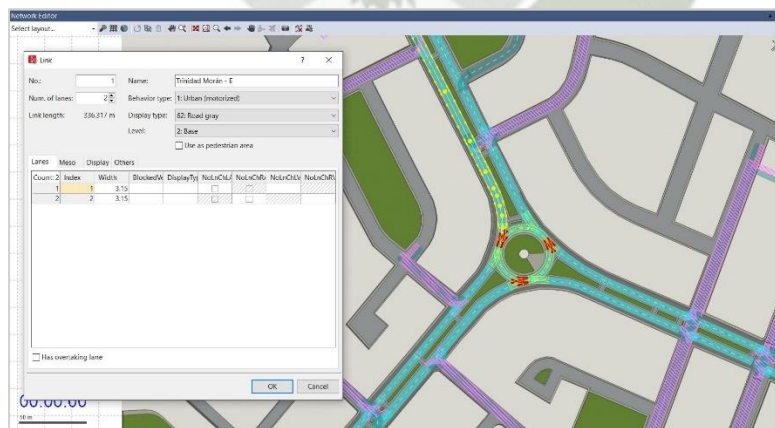 Network Editor
Select layout...
Link ? ×
No.: 1 Name: Trinidad Morán - E
Num. of lanes: 2 Behavior type: 1: Urban (motorized)
Link length: 336.317 m Display type: 62: Road gray
Level: 2: Base
Use as pedestrian area
Lanes Meso Display Others
Count: 2 Index Width BlockedVe DisplayTyp NoLnChLA NoLnChRA NoLnChLV NoLnChRV
1 1 3.15
2 2 3.15
Has overtaking lane
OK Cancel
00:00:00
10 m